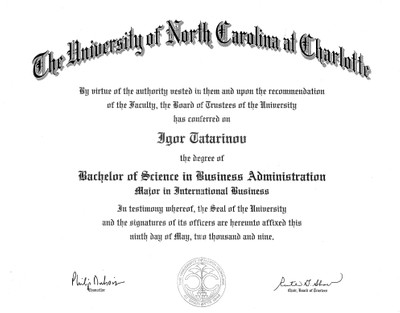 The University of North Carolina at Charlotte
By virtue of the authority vested in them and upon the recommendation
of the Faculty, the Board of Trustees of the University
has conferred on
Igor Tatarinov
the degree of
Bachelor of Science in Business Administration
Major in International Business
In testimony whereof, the Seal of the University
and the signatures of its officers are hereunto affixed this
ninth day of May, two thousand and nine.
Chancellor
Chair, Board of Trustees